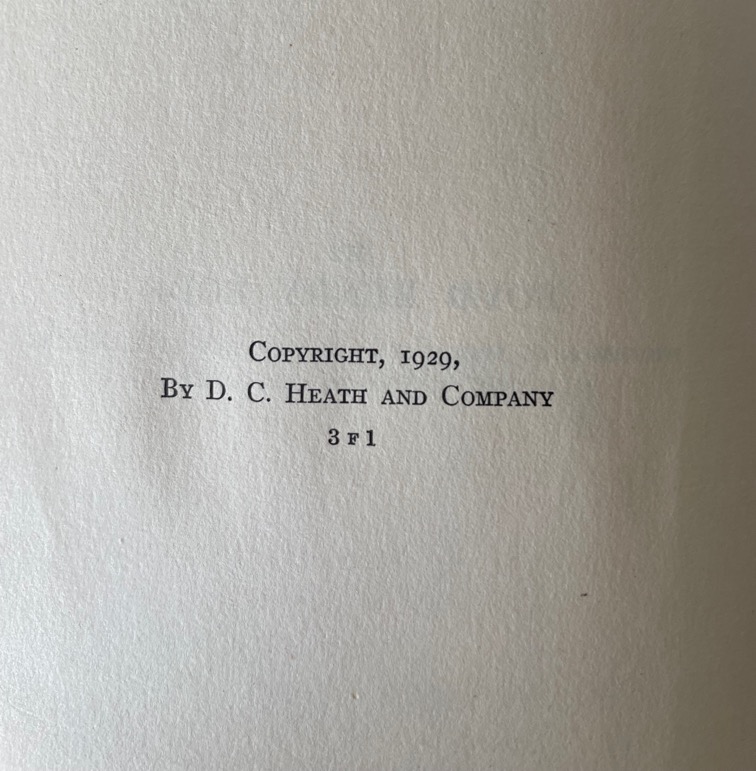 Copyright, 1929,
By D. C. Heath and Company
3 F 1